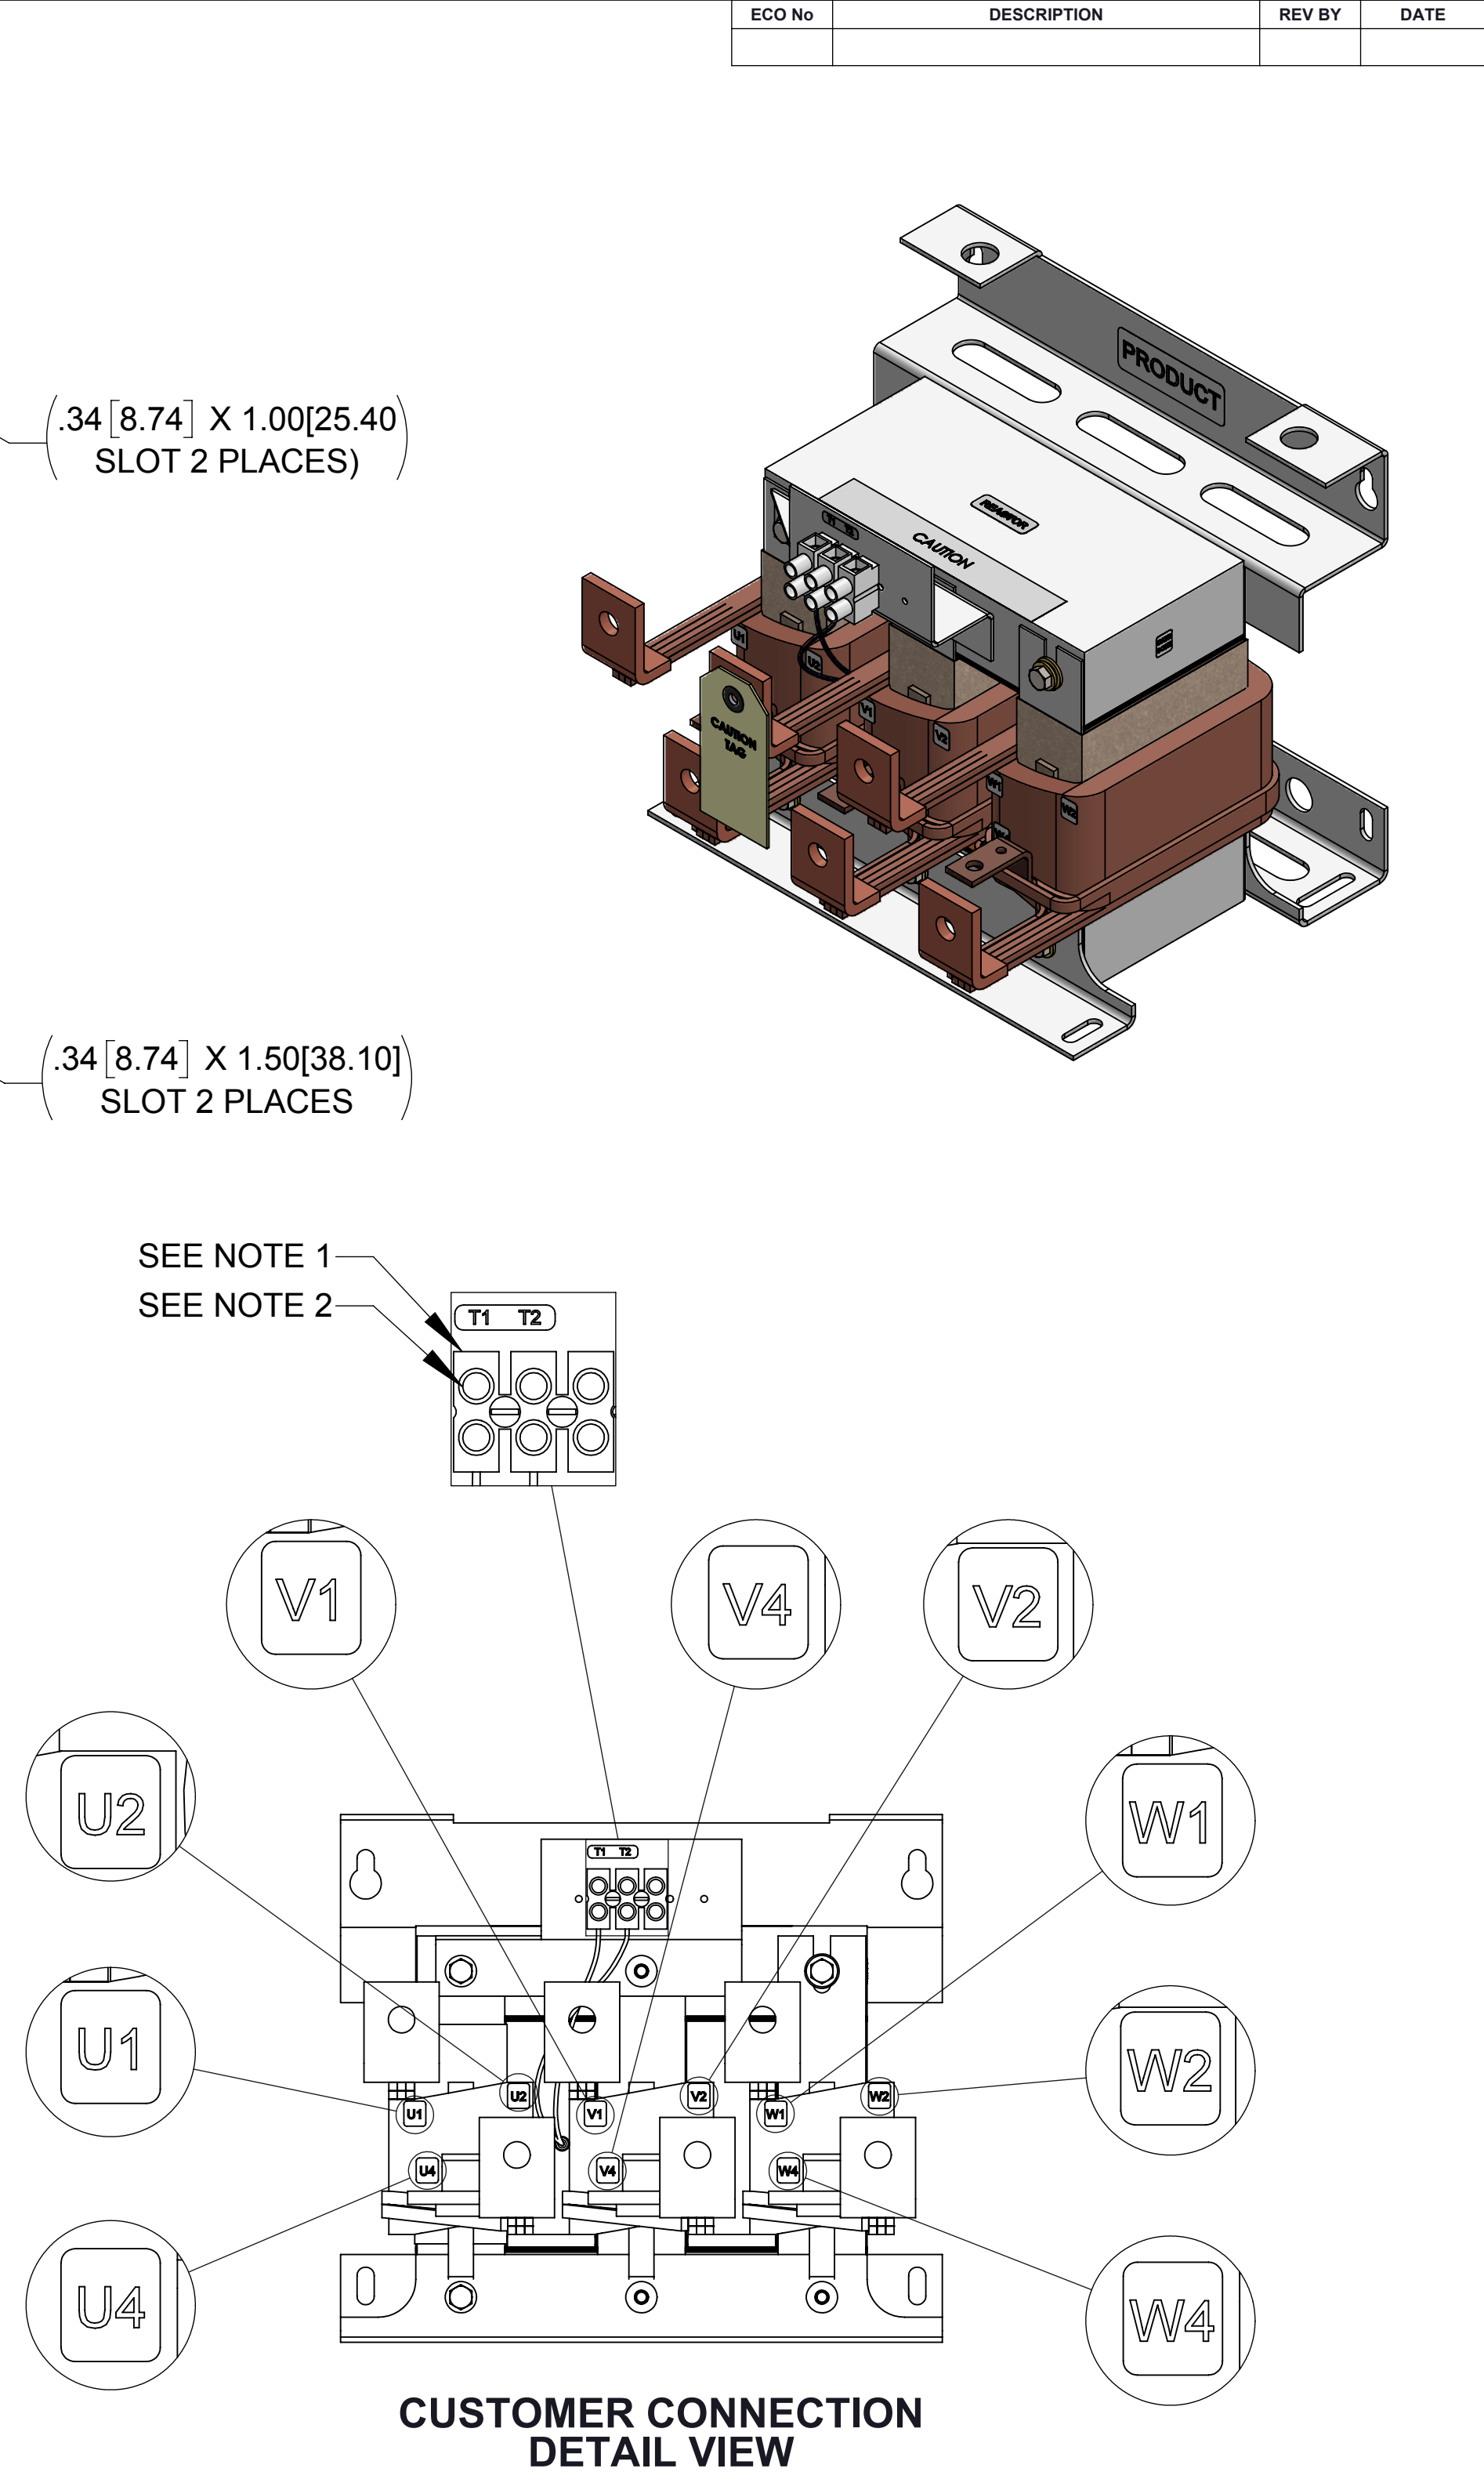 ECO No DESCRIPTION REV BY DATE
PRODUCT
(.34[8.74] X 1.00[25.40
SLOT 2 PLACES))
REACTOR
T1 T2
CAUTION
U1
U2
V1
V2
CAUTION
TAG
W1
W2
W4
(.34[8.74] X 1.50[38.10]
SLOT 2 PLACES)
SEE NOTE 1
SEE NOTE 2
T1 T2
V1
V4
V2
U2
W1
T1 T2
U1
W2
U2
V2
W2
U1
V1
W1
U4
V4
W4
U4
W4
CUSTOMER CONNECTION
DETAIL VIEW